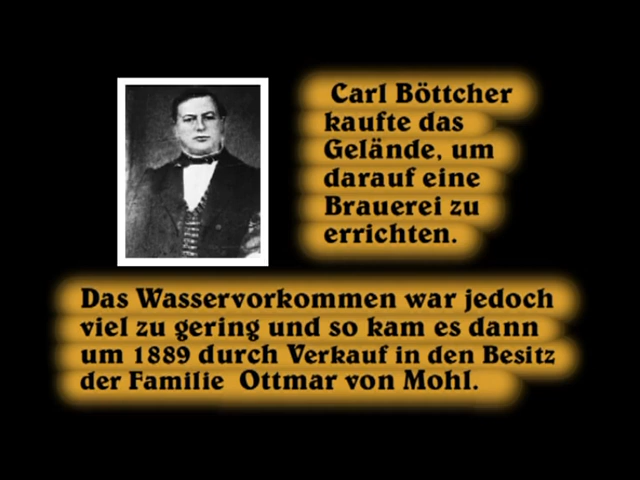 Carl Böttcher
kaufte das
Gelände, um
darauf eine
Brauerei zu
errichten.
Das Wasservorkommen war jedoch
viel zu gering und so kam es dann
um 1889 durch Verkauf in den Besitz
der Familie Ottmar von Mohl.